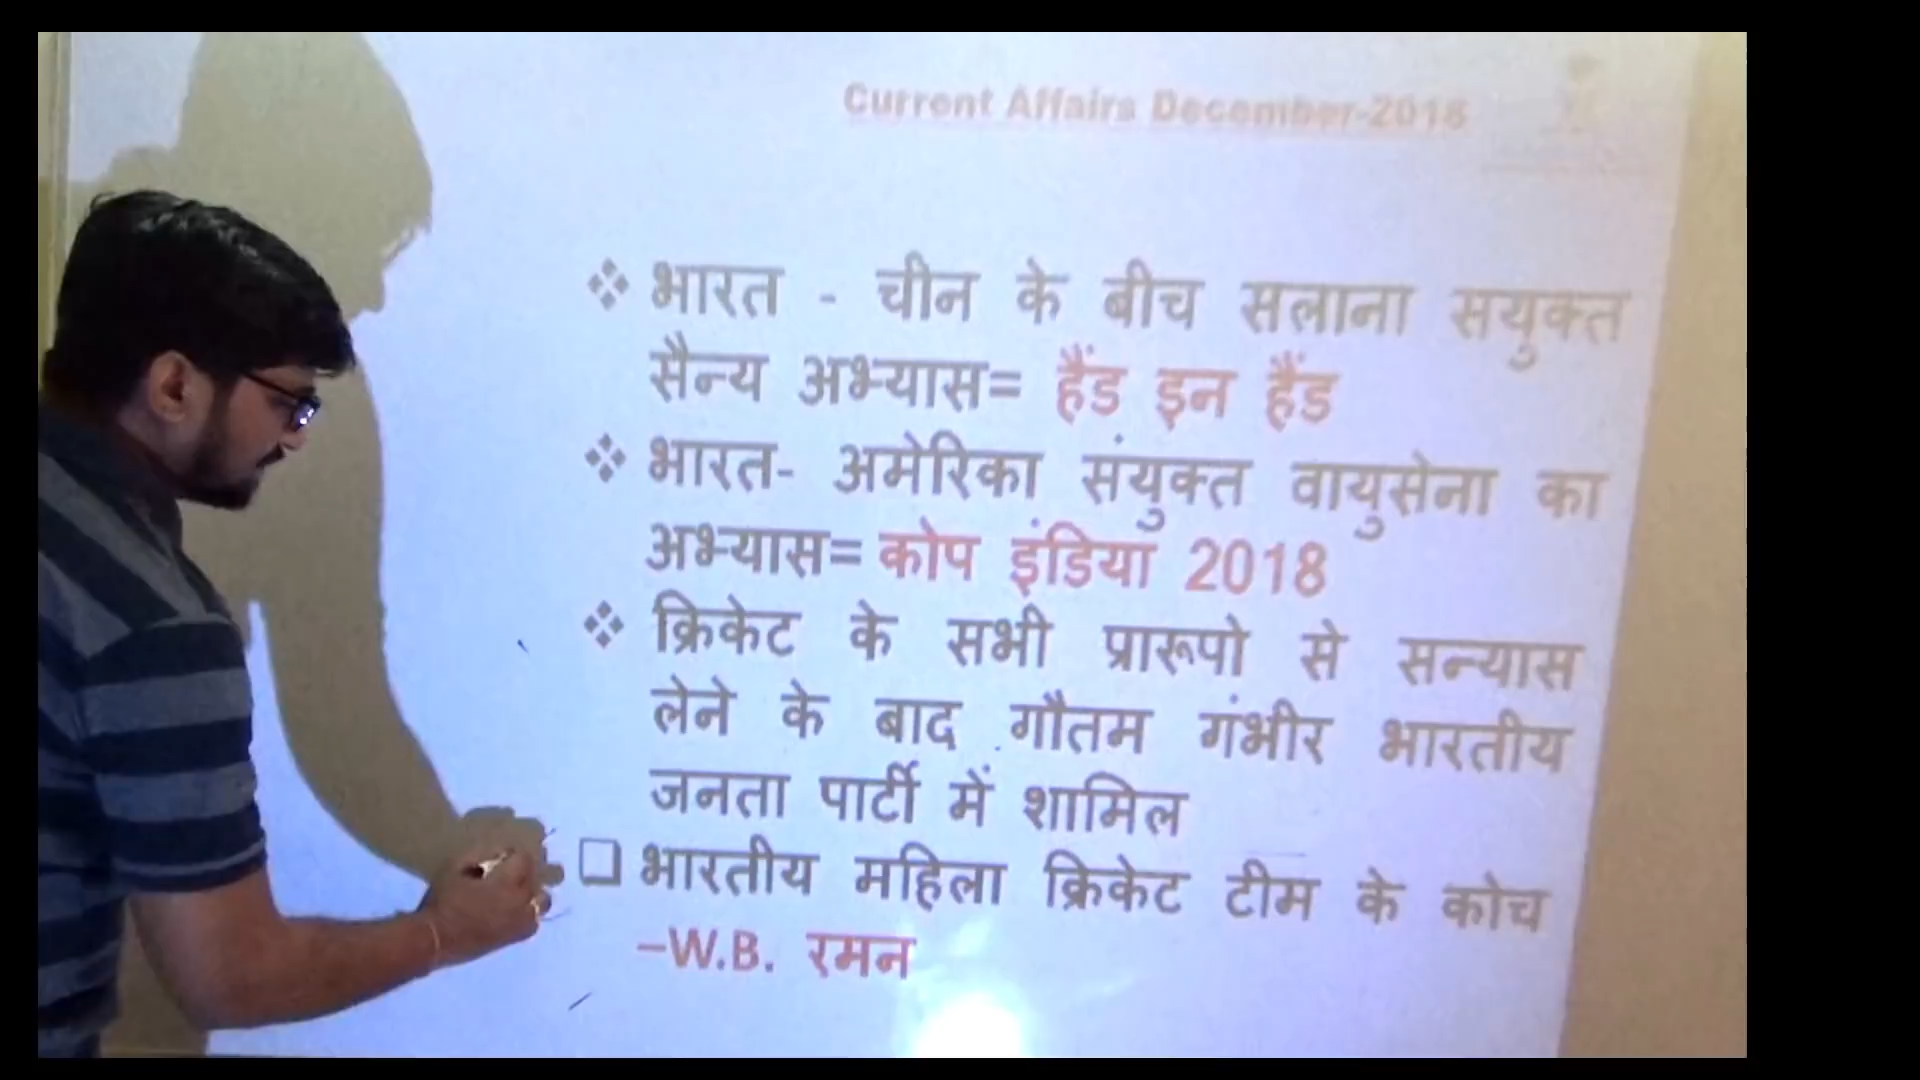 Current Affairs December-2018
❖ भारत - चीन के बीच सलाना सयुक्त
सैन्य अभ्यास= हैंड इन हैंड
❖ भारत- अमेरिका संयुक्त वायुसेना का
अभ्यास= कोप इंडिया 2018
❖ क्रिकेट के सभी प्रारूपो से सन्यास
लेने के बाद गौतम गंभीर भारतीय
जनता पार्टी में शामिल
❑ भारतीय महिला क्रिकेट टीम के कोच
–W.B. रमन